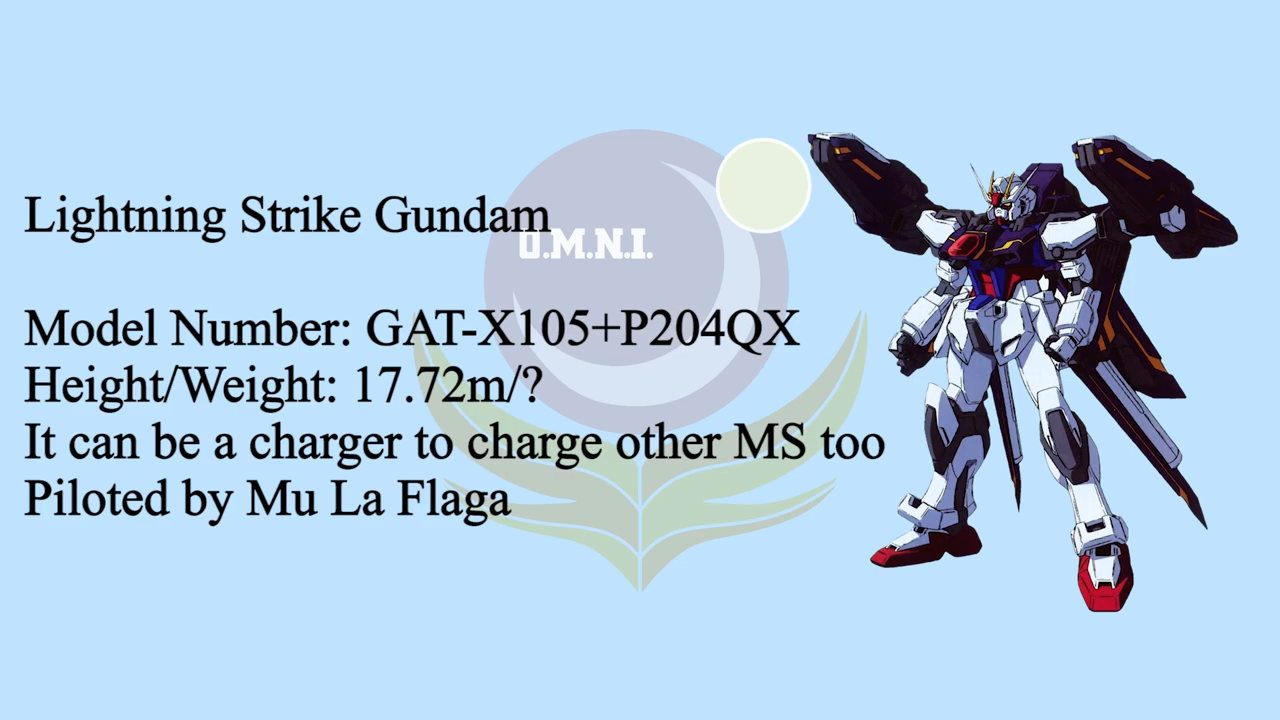 Lightning Strike Gundam
O.M.N.I.
Model Number: GAT-X105+P204QX
Height/Weight: 17.72m/?
It can be a charger to charge other MS too
Piloted by Mu La Flaga